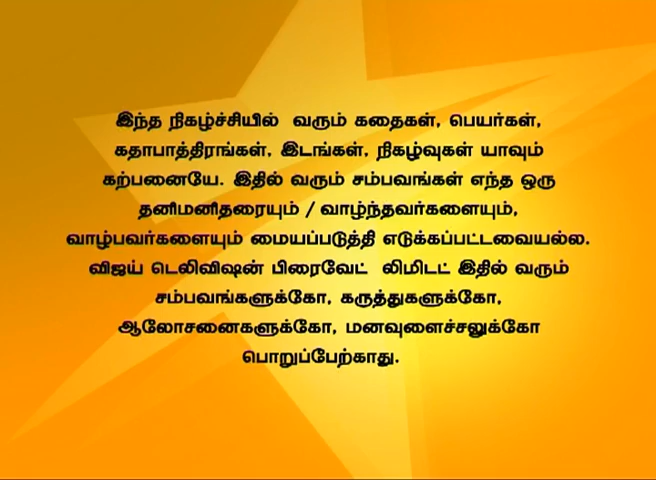 இந்த நிகழ்ச்சியில் வரும் கதைகள், பெயர்கள்,
கதாபாத்திரங்கள், இடங்கள், நிகழ்வுகள் யாவும்
கற்பனையே. இதில் வரும் சம்பவங்கள் எந்த ஒரு
தனிமனிதரையும் / வாழ்ந்தவர்களையும்,
வாழ்பவர்களையும் மையப்படுத்தி எடுக்கப்பட்டவையல்ல.
விஜய் டெலிவிஷன் பிரைவேட் லிமிடட் இதில் வரும்
சம்பவங்களுக்கோ, கருத்துகளுக்கோ,
ஆலோசனைகளுக்கோ, மனவுளைச்சலுக்கோ
பொறுப்பேற்காது.